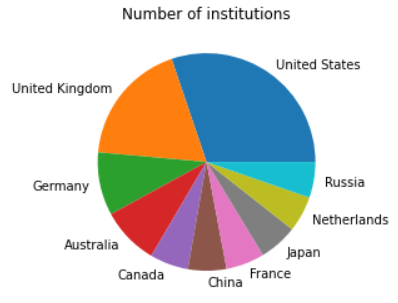 Number of institutions
United States
United Kingdom
Germany
Australia
Canada
China
France
Japan
Netherlands
Russia